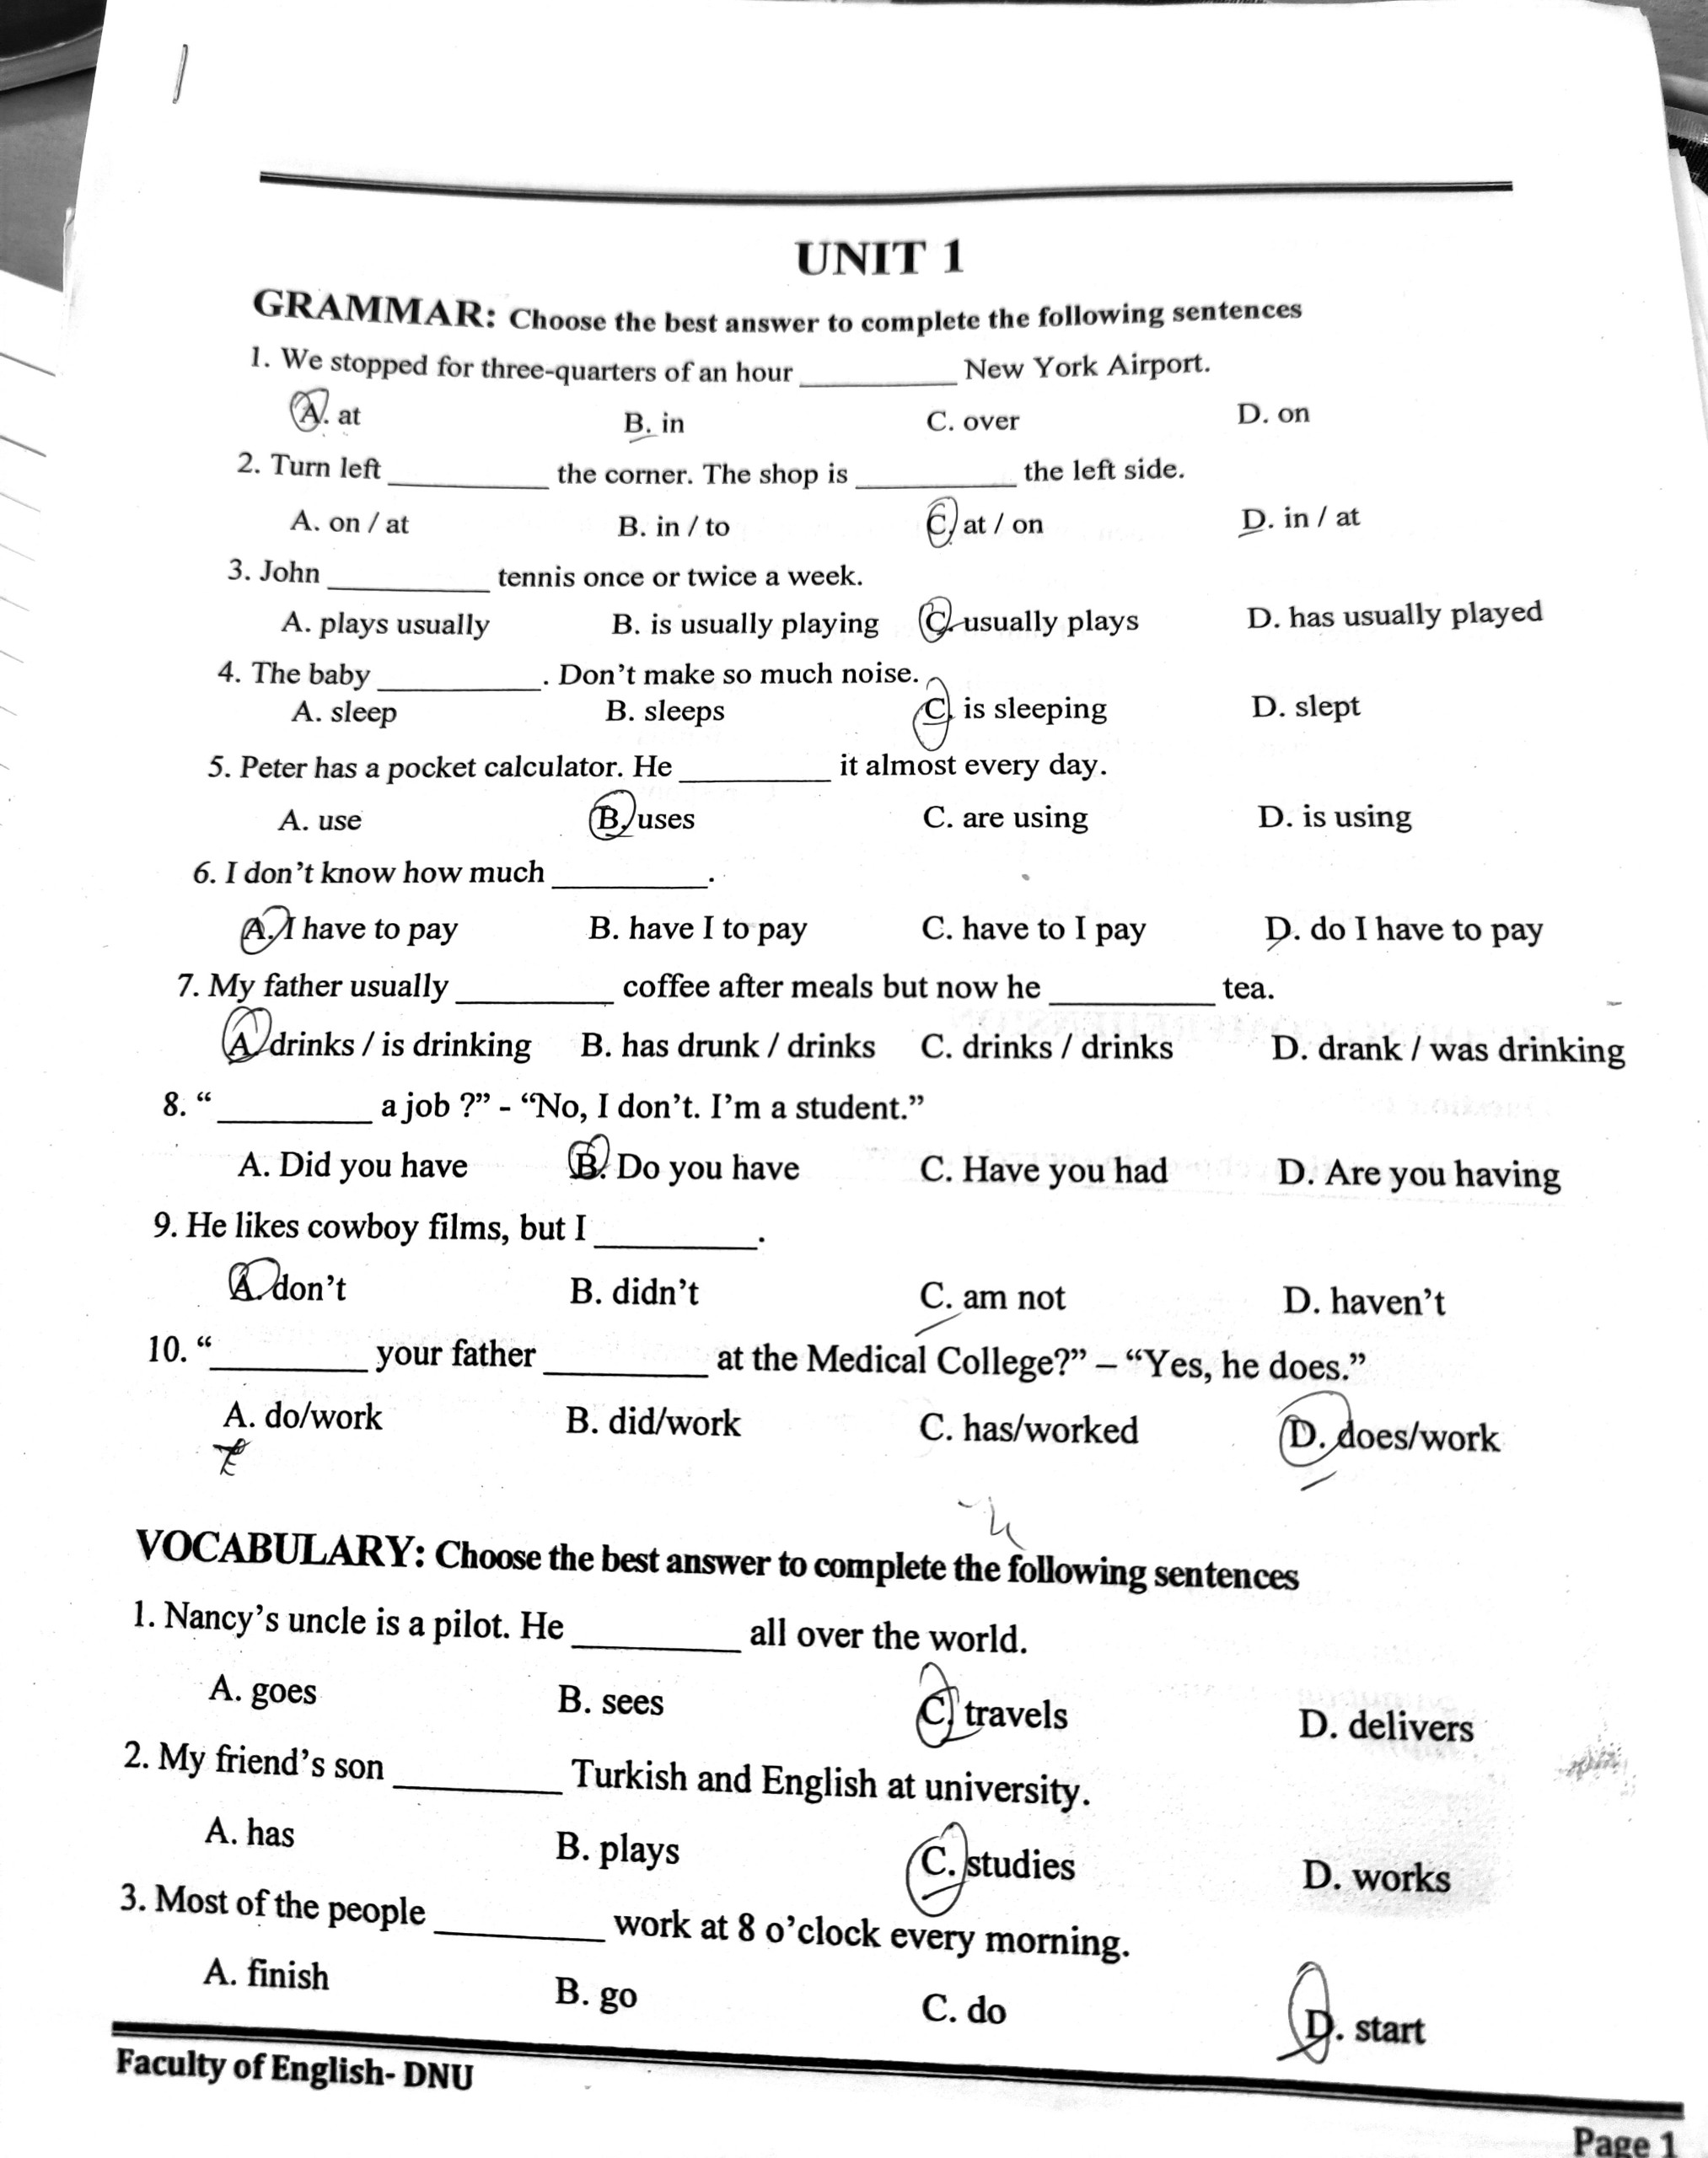 UNIT 1
GRAMMAR: Choose the best answer to complete the following sentences
1. We stopped for three-quarters of an hour __________ New York Airport.
A. at B. in C. over D. on
2. Turn left __________ the corner. The shop is __________ the left side.
A. on / at B. in / to C. at / on D. in / at
3. John __________ tennis once or twice a week.
A. plays usually B. is usually playing C. usually plays D. has usually played
4. The baby __________. Don't make so much noise.
A. sleep B. sleeps C. is sleeping D. slept
5. Peter has a pocket calculator. He __________ it almost every day.
A. use B. uses C. are using D. is using
6. I don't know how much __________.
A. I have to pay B. have I to pay C. have to I pay D. do I have to pay
7. My father usually __________ coffee after meals but now he __________ tea.
A. drinks / is drinking B. has drunk / drinks C. drinks / drinks D. drank / was drinking
8. “__________ a job ?” - “No, I don't. I'm a student.”
A. Did you have B. Do you have C. Have you had D. Are you having
9. He likes cowboy films, but I __________.
A. don't B. didn't C. am not D. haven't
10. “__________ your father __________ at the Medical College?” – “Yes, he does.”
A. do/work B. did/work C. has/worked D. does/work
VOCABULARY: Choose the best answer to complete the following sentences
1. Nancy's uncle is a pilot. He __________ all over the world.
A. goes B. sees C. travels D. delivers
2. My friend's son __________ Turkish and English at university.
A. has B. plays C. studies D. works
3. Most of the people __________ work at 8 o'clock every morning.
A. finish B. go C. do D. start
Faculty of English- DNU
Page 1